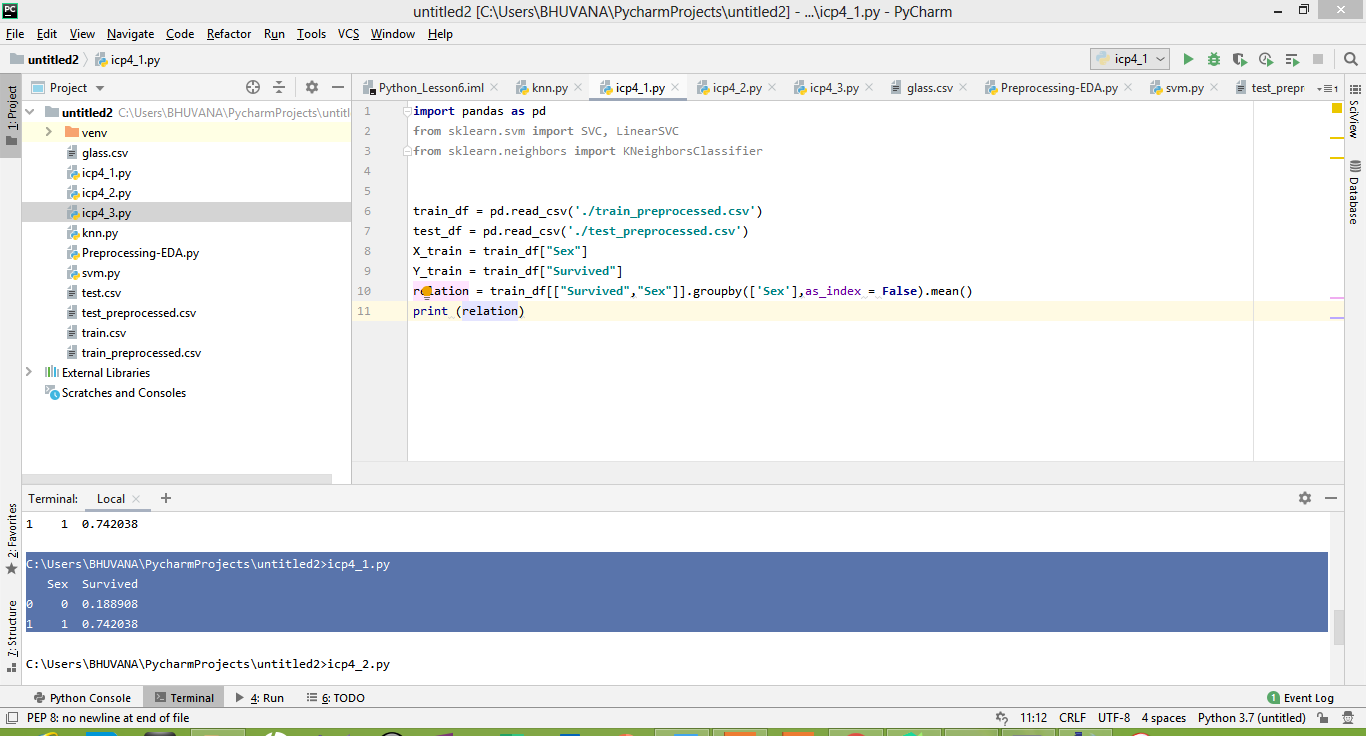 untitled2 [C:\Users\BHUVANA\PycharmProjects\untitled2] - ...\icp4_1.py - PyCharm
File Edit View Navigate Code Refactor Run Tools VCS Window Help
untitled2 icp4_1.py icp4_1
Project
Python_Lesson6.iml knn.py icp4_1.py icp4_2.py icp4_3.py glass.csv Preprocessing-EDA.py svm.py test_prepr
1: Project
untitled2 C:\Users\BHUVANA\PycharmProjects\untitl
venv
glass.csv
icp4_1.py
icp4_2.py
icp4_3.py
knn.py
Preprocessing-EDA.py
svm.py
test.csv
test_preprocessed.csv
train.csv
train_preprocessed.csv
External Libraries
Scratches and Consoles
1 import pandas as pd
2 from sklearn.svm import SVC, LinearSVC
3 from sklearn.neighbors import KNeighborsClassifier
4
5
6 train_df = pd.read_csv('./train_preprocessed.csv')
7 test_df = pd.read_csv('./test_preprocessed.csv')
8 X_train = train_df["Sex"]
9 Y_train = train_df["Survived"]
10 relation = train_df[["Survived","Sex"]].groupby(['Sex'],as_index = False).mean()
11 print (relation)
SciView
Database
Terminal: Local +
2: Favorites
7: Structure
1 1 0.742038
C:\Users\BHUVANA\PycharmProjects\untitled2>icp4_1.py
Sex Survived
0 0 0.188908
1 1 0.742038
C:\Users\BHUVANA\PycharmProjects\untitled2>icp4_2.py
Python Console Terminal 4: Run 6: TODO 1 Event Log
PEP 8: no newline at end of file 11:12 CRLF UTF-8 4 spaces Python 3.7 (untitled)